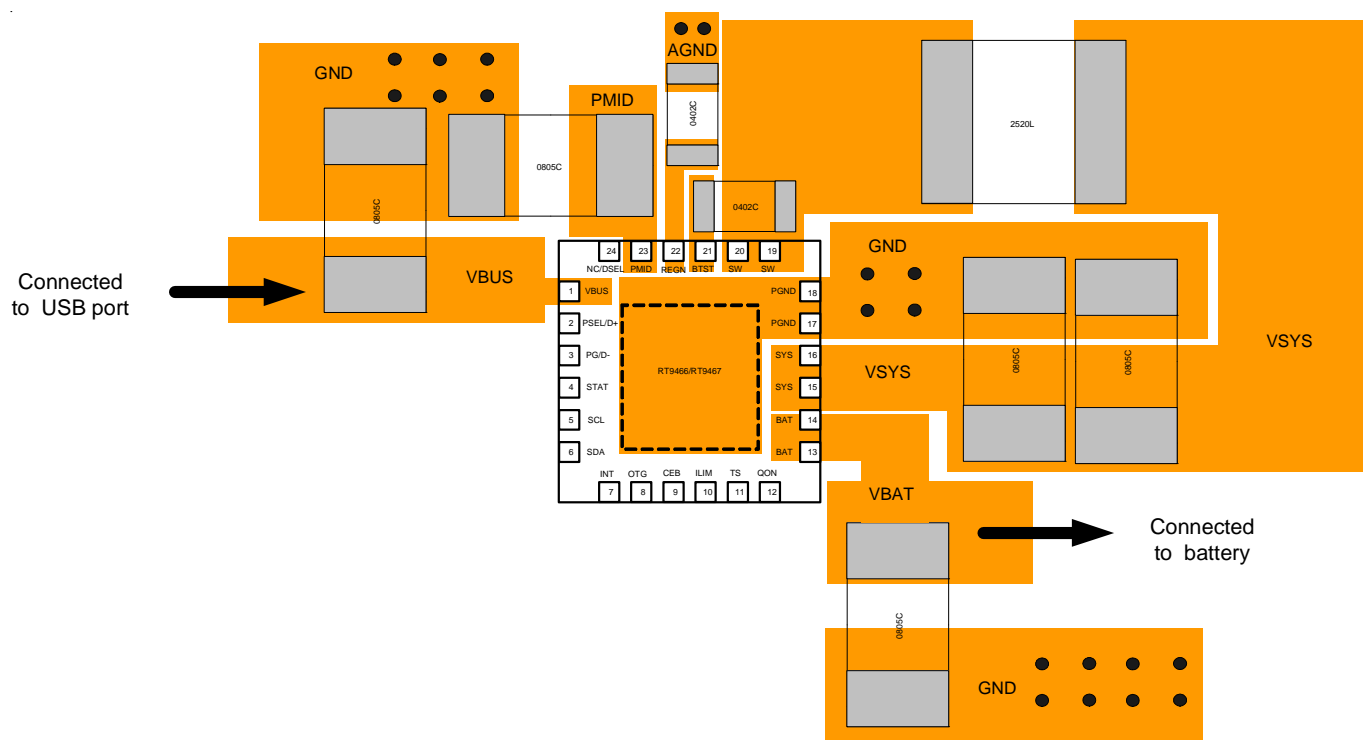 AGND
GND
PMID
0402C
2520L
0805C
0805C
0402C
GND
24 23 22 21 20 19
NC/DSEL PMID REGN BTST SW SW
Connected
to USB port
VBUS
1 VBUS
PGND 18
2 PSEL/D+
PGND 17
3 PG/D-
SYS 16
VSYS
VSYS
0805C
0805C
RT9466/RT9467
4 STAT
SYS 15
5 SCL
BAT 14
6 SDA
BAT 13
INT OTG CEB ILIM TS QON
7 8 9 10 11 12
VBAT
Connected
to battery
0805C
GND